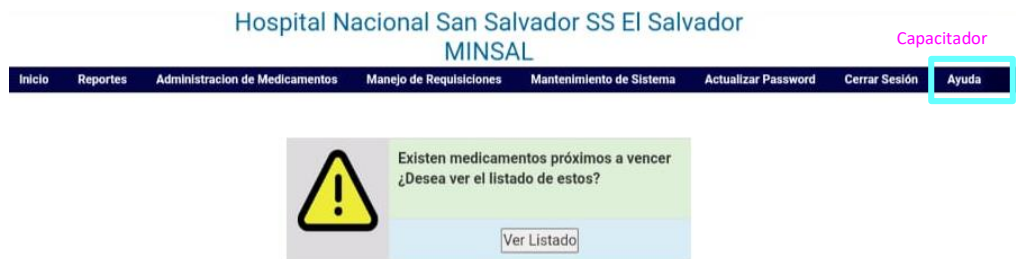 Hospital Nacional San Salvador SS El Salvador
MINSAL
Capacitador
Inicio Reportes Administracion de Medicamentos Manejo de Requisiciones Mantenimiento de Sistema Actualizar Password Cerrar Sesión Ayuda
Existen medicamentos próximos a vencer
¿Desea ver el listado de estos?
Ver Listado